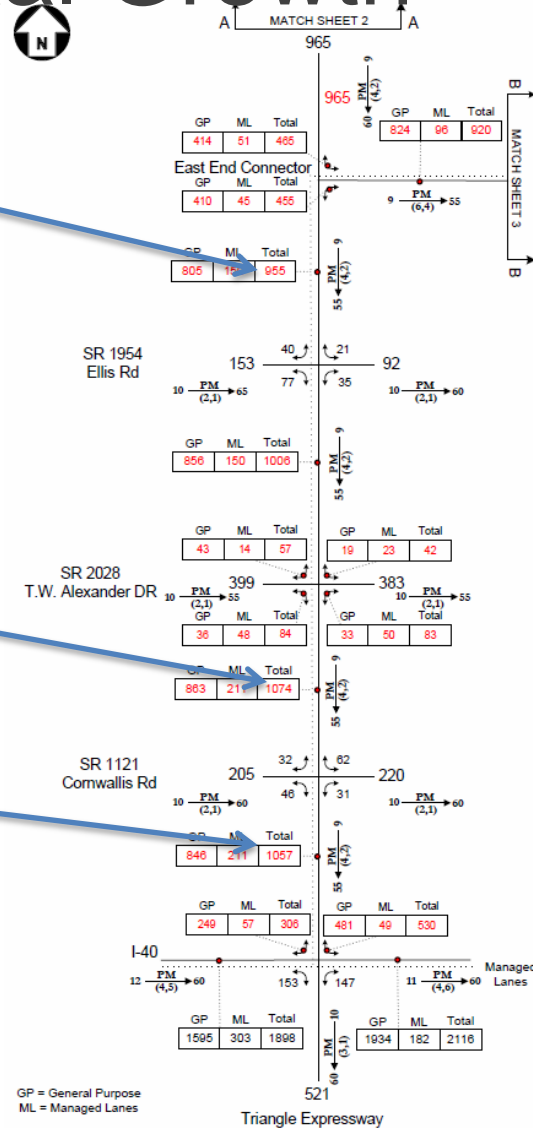 N
A MATCH SHEET 2 A
965
965
9 PM (4,2) 60
B
GP ML Total
824 96 920
GP ML Total
414 51 465
MATCH SHEET 3
East End Connector
GP ML Total
410 45 455
9 PM (6,4) 55
B
GP Total
805 955
9 PM (4,2) 55
SR 1954
Ellis Rd
40 21
153 92
77 35
10 PM (2,1) 65
10 PM (2,1) 60
GP ML Total
856 150 1006
9 PM (4,2) 55
GP ML Total
43 14 57
GP ML Total
19 23 42
SR 2028
T.W. Alexander DR
10 PM (2,1) 55
399 383
10 PM (2,1) 55
GP ML Total
36 48 84
GP ML Total
33 50 83
GP ML Total
863 1074
9 PM (4,2) 55
SR 1121
Cornwallis Rd
32 62
205 220
46 31
10 PM (2,1) 60
10 PM (2,1) 60
GP Total
846 211 1057
9 PM (4,2) 55
GP ML Total
249 57 306
GP ML Total
481 49 530
I-40
Managed
Lanes
12 PM (4,5) 60
153 147
11 PM (4,6) 60
GP ML Total
1595 303 1898
10 PM (3,1) 60
GP ML Total
1934 182 2116
521
GP = General Purpose
ML = Managed Lanes
Triangle Expressway